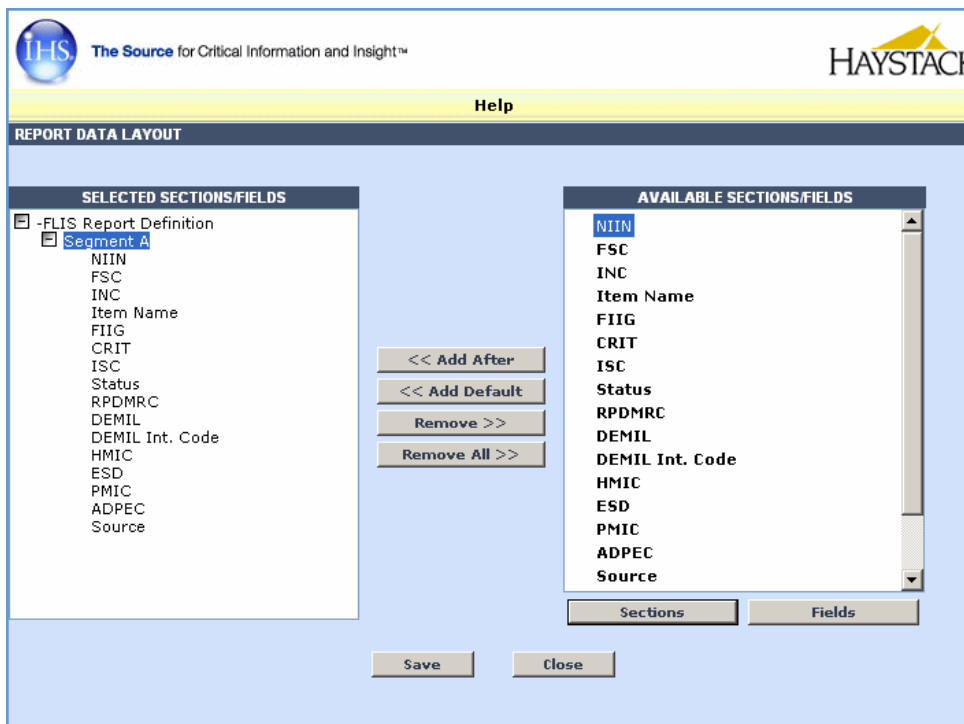 IHS
The Source for Critical Information and Insight™
HAYSTACK
Help
REPORT DATA LAYOUT
SELECTED SECTIONS/FIELDS
-FLIS Report Definition
Segment A
NIIN
FSC
INC
Item Name
FIIG
CRIT
ISC
Status
RPDMRC
DEMIL
DEMIL Int. Code
HMIC
ESD
PMIC
ADPEC
Source
<< Add After
<< Add Default
Remove >>
Remove All >>
AVAILABLE SECTIONS/FIELDS
NIIN
FSC
INC
Item Name
FIIG
CRIT
ISC
Status
RPDMRC
DEMIL
DEMIL Int. Code
HMIC
ESD
PMIC
ADPEC
Source
Sections
Fields
Save
Close